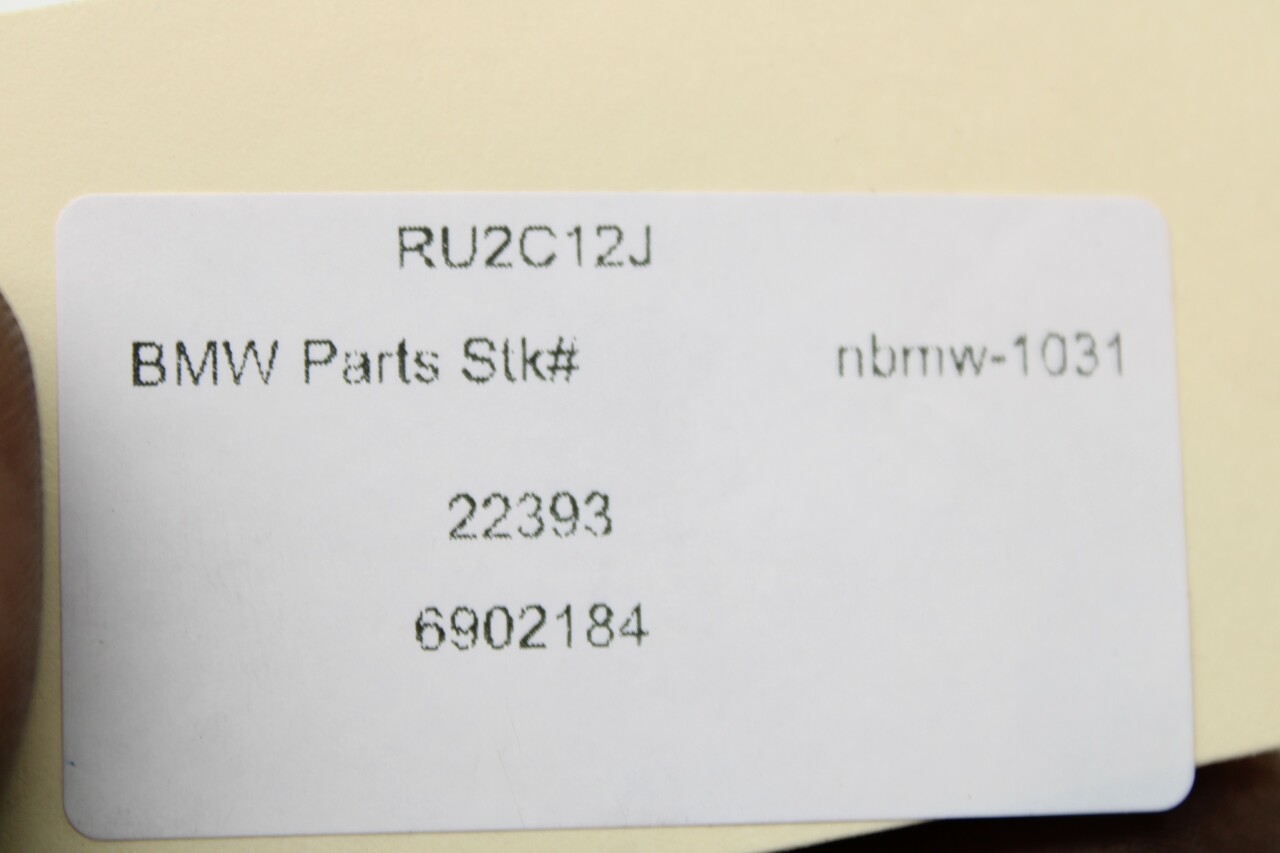 RU2C12J
BMW Parts Stk# nbmw-1031
22393
6902184